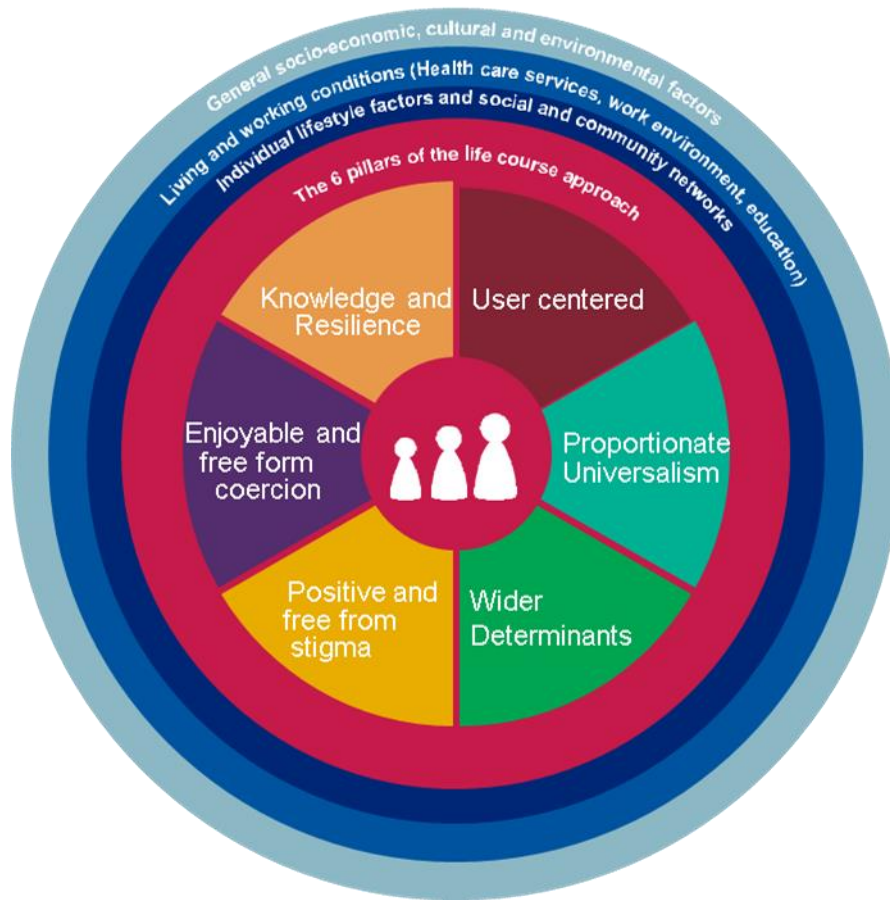 General socio-economic, cultural and environmental factors
Living and working conditions (Health care services, work environment, education)
Individual lifestyle factors and social and community networks
The 6 pillars of the life course approach
Knowledge and
Resilience
User centered
Enjoyable and
free form
coercion
Proportionate
Universalism
Positive and
free from
stigma
Wider
Determinants